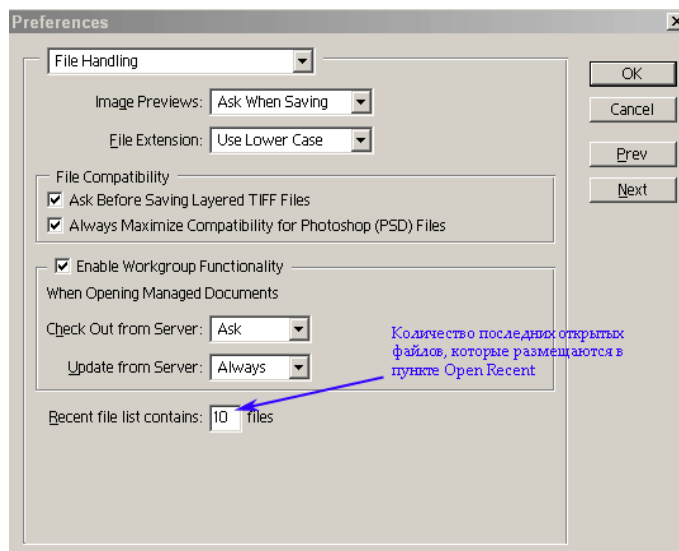 Preferences
File Handling
OK
Image Previews: Ask When Saving
Cancel
File Extension: Use Lower Case
Prev
File Compatibility
Next
Ask Before Saving Layered TIFF Files
Always Maximize Compatibility for Photoshop (PSD) Files
Enable Workgroup Functionality
When Opening Managed Documents
Check Out from Server: Ask
Количество последних открытых
файлов, которые размещаются в
пункте Open Recent
Update from Server: Always
Recent file list contains: 10 files